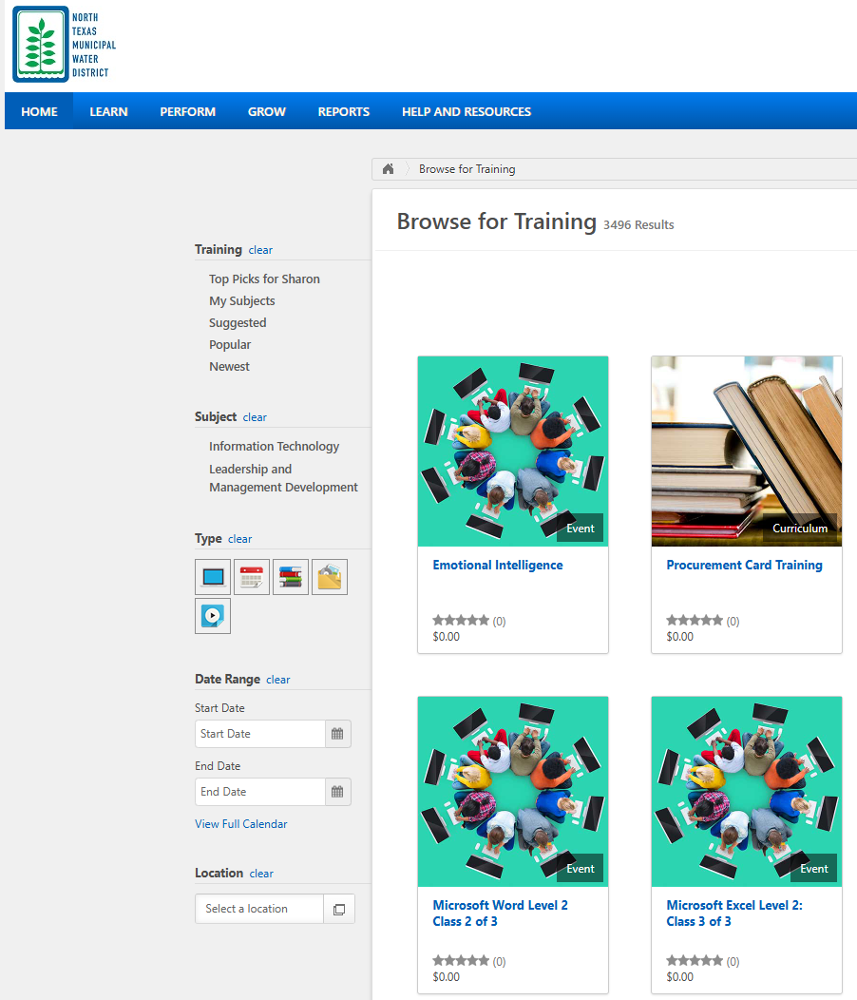 NORTH
TEXAS
MUNICIPAL
WATER
DISTRICT
HOME LEARN PERFORM GROW REPORTS HELP AND RESOURCES
Browse for Training
Browse for Training 3496 Results
Training clear
Top Picks for Sharon
My Subjects
Suggested
Popular
Newest
Subject clear
Information Technology
Leadership and
Management Development
Type clear
Date Range clear
Start Date
Start Date
End Date
End Date
View Full Calendar
Location clear
Select a location
Event
Emotional Intelligence
(0)
$0.00
Curriculum
Procurement Card Training
(0)
$0.00
Event
Microsoft Word Level 2
Class 2 of 3
(0)
$0.00
Event
Microsoft Excel Level 2:
Class 3 of 3
(0)
$0.00